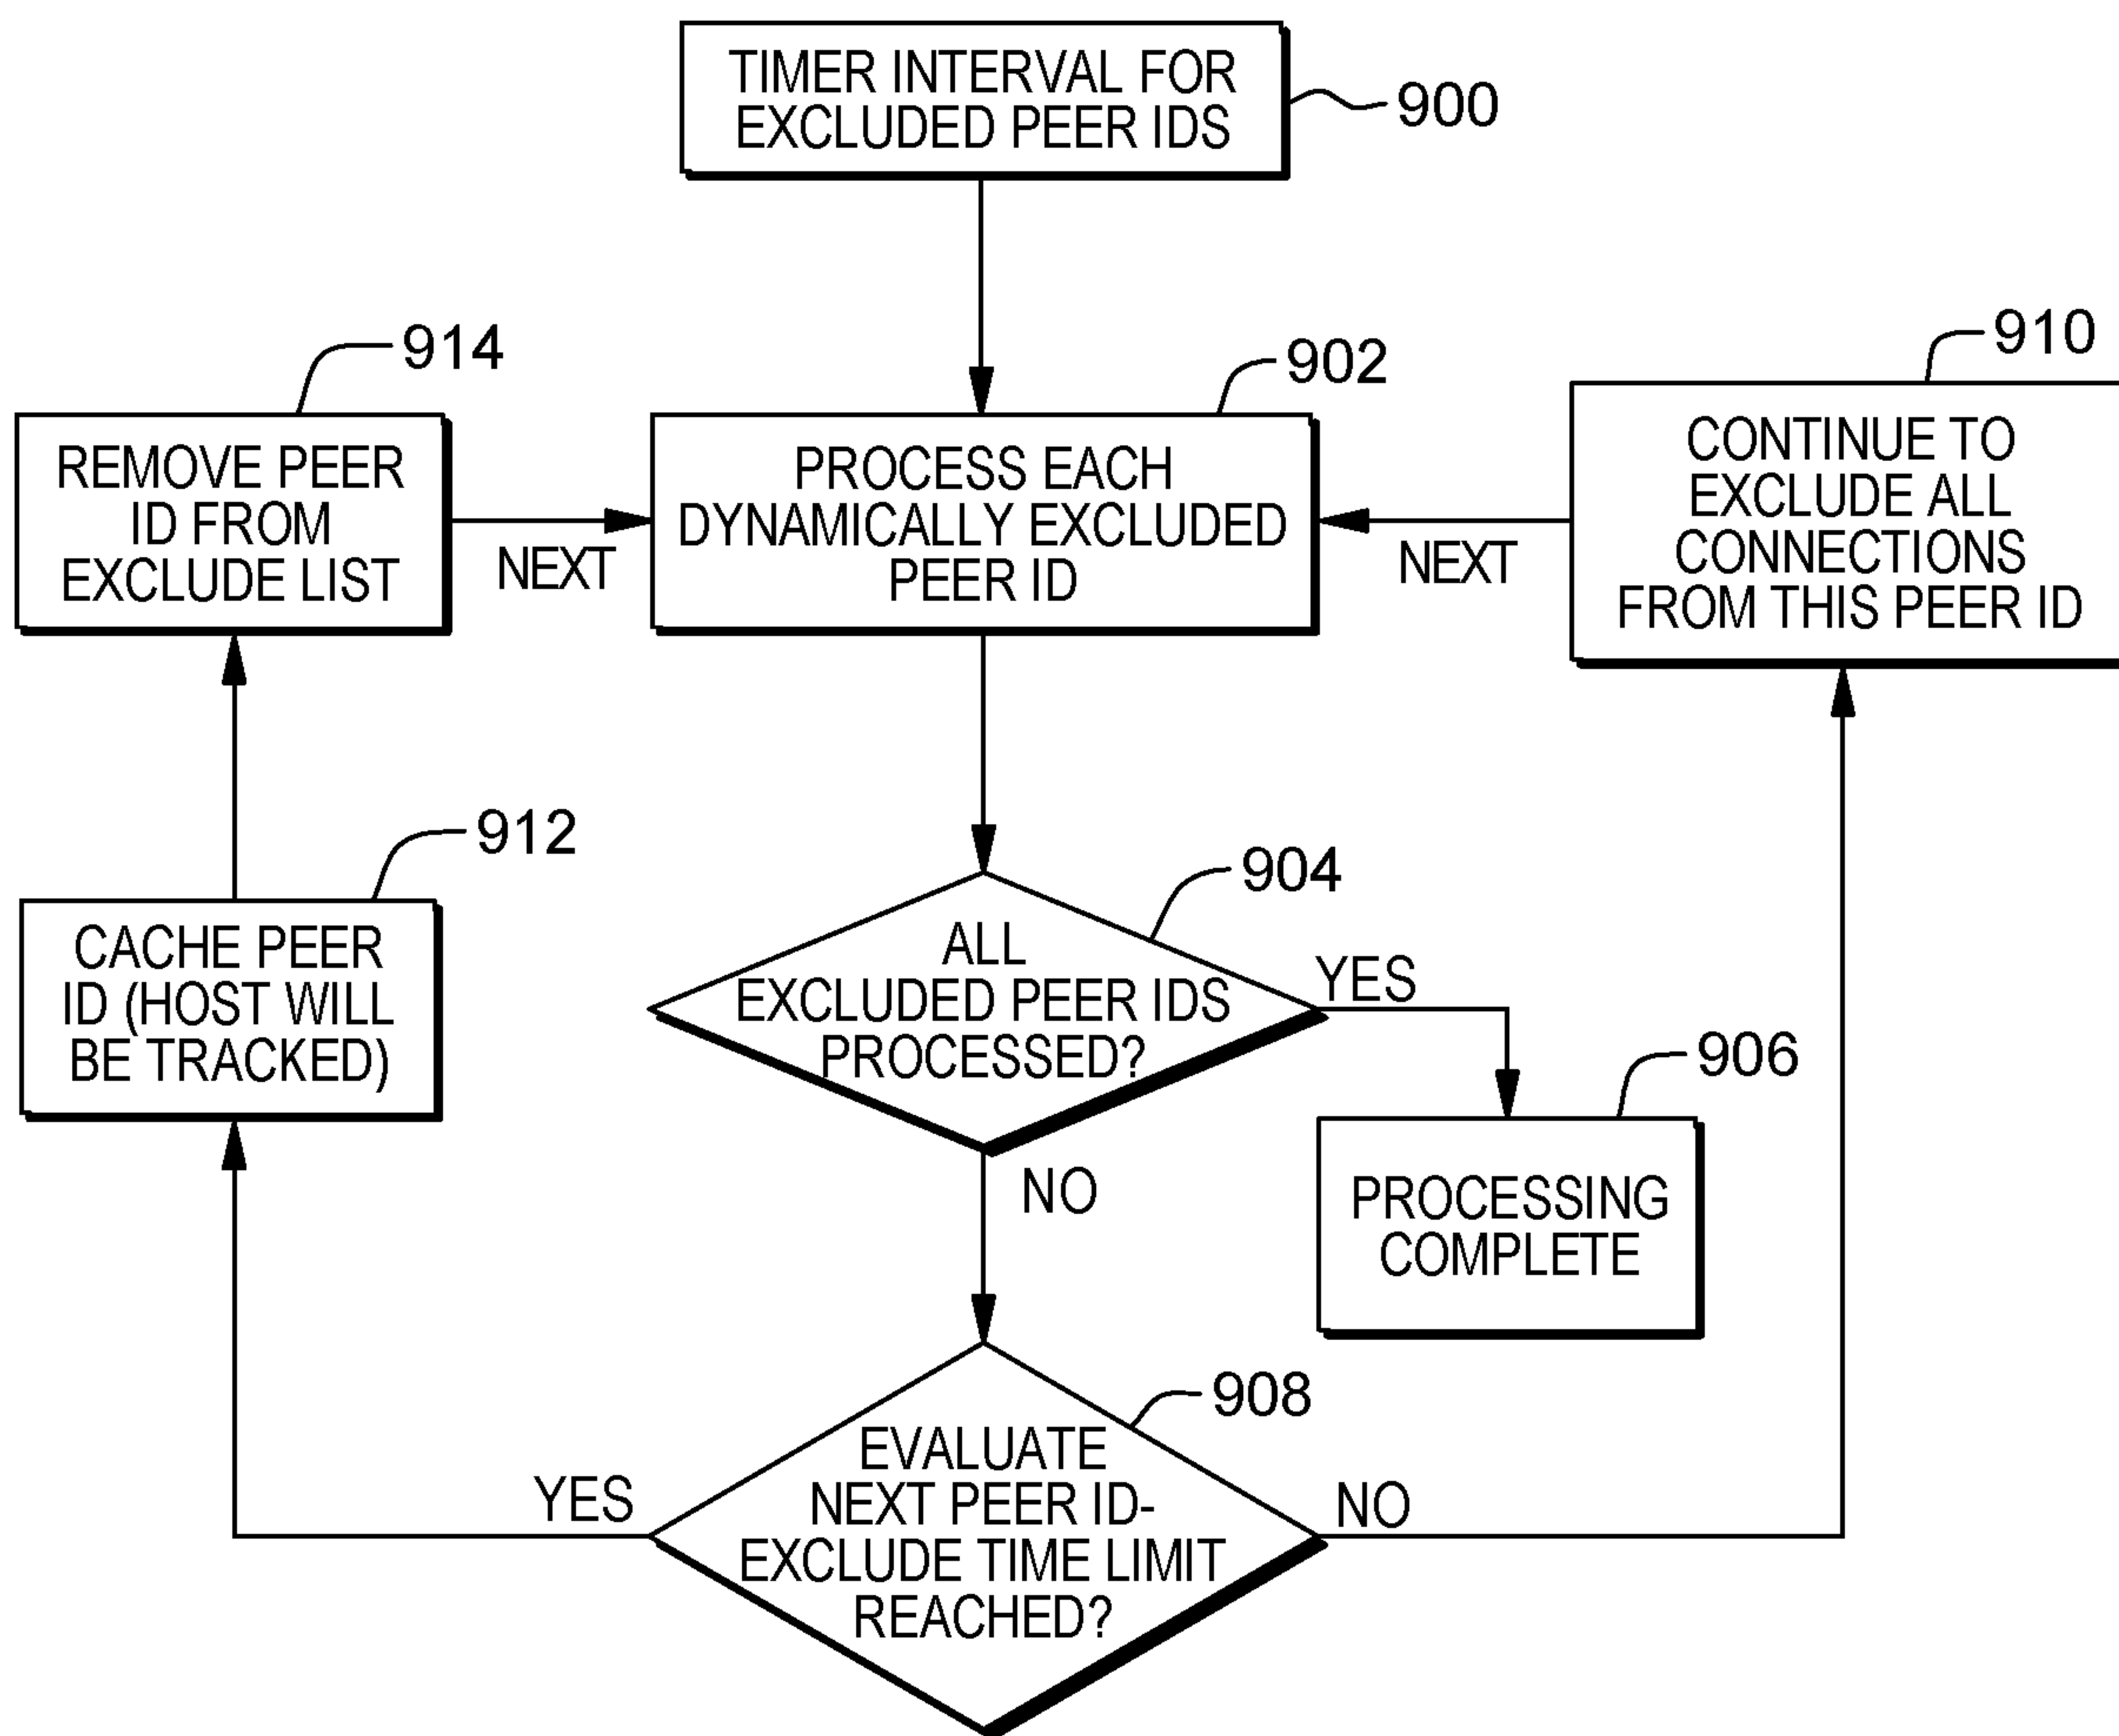 TIMER INTERVAL FOR
EXCLUDED PEER IDS
900
914
902
910
REMOVE PEER
ID FROM
EXCLUDE LIST
NEXT
PROCESS EACH
DYNAMICALLY EXCLUDED
PEER ID
NEXT
CONTINUE TO
EXCLUDE ALL
CONNECTIONS
FROM THIS PEER ID
912
CACHE PEER
ID (HOST WILL
BE TRACKED)
904
ALL
EXCLUDED PEER IDS
PROCESSED?
YES
NO
906
PROCESSING
COMPLETE
908
EVALUATE
NEXT PEER ID-
EXCLUDE TIME LIMIT
REACHED?
YES
NO